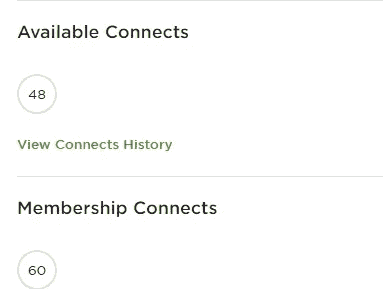 Available Connects
48
View Connects History
Membership Connects
60